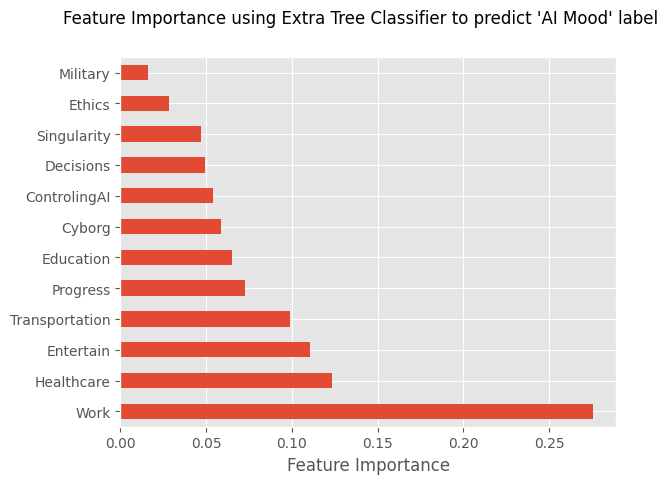 Feature Importance using Extra Tree Classifier to predict 'AI Mood' label
Military
Ethics
Singularity
Decisions
ControlingAI
Cyborg
Education
Progress
Transportation
Entertain
Healthcare
Work
0.00 0.05 0.10 0.15 0.20 0.25
Feature Importance